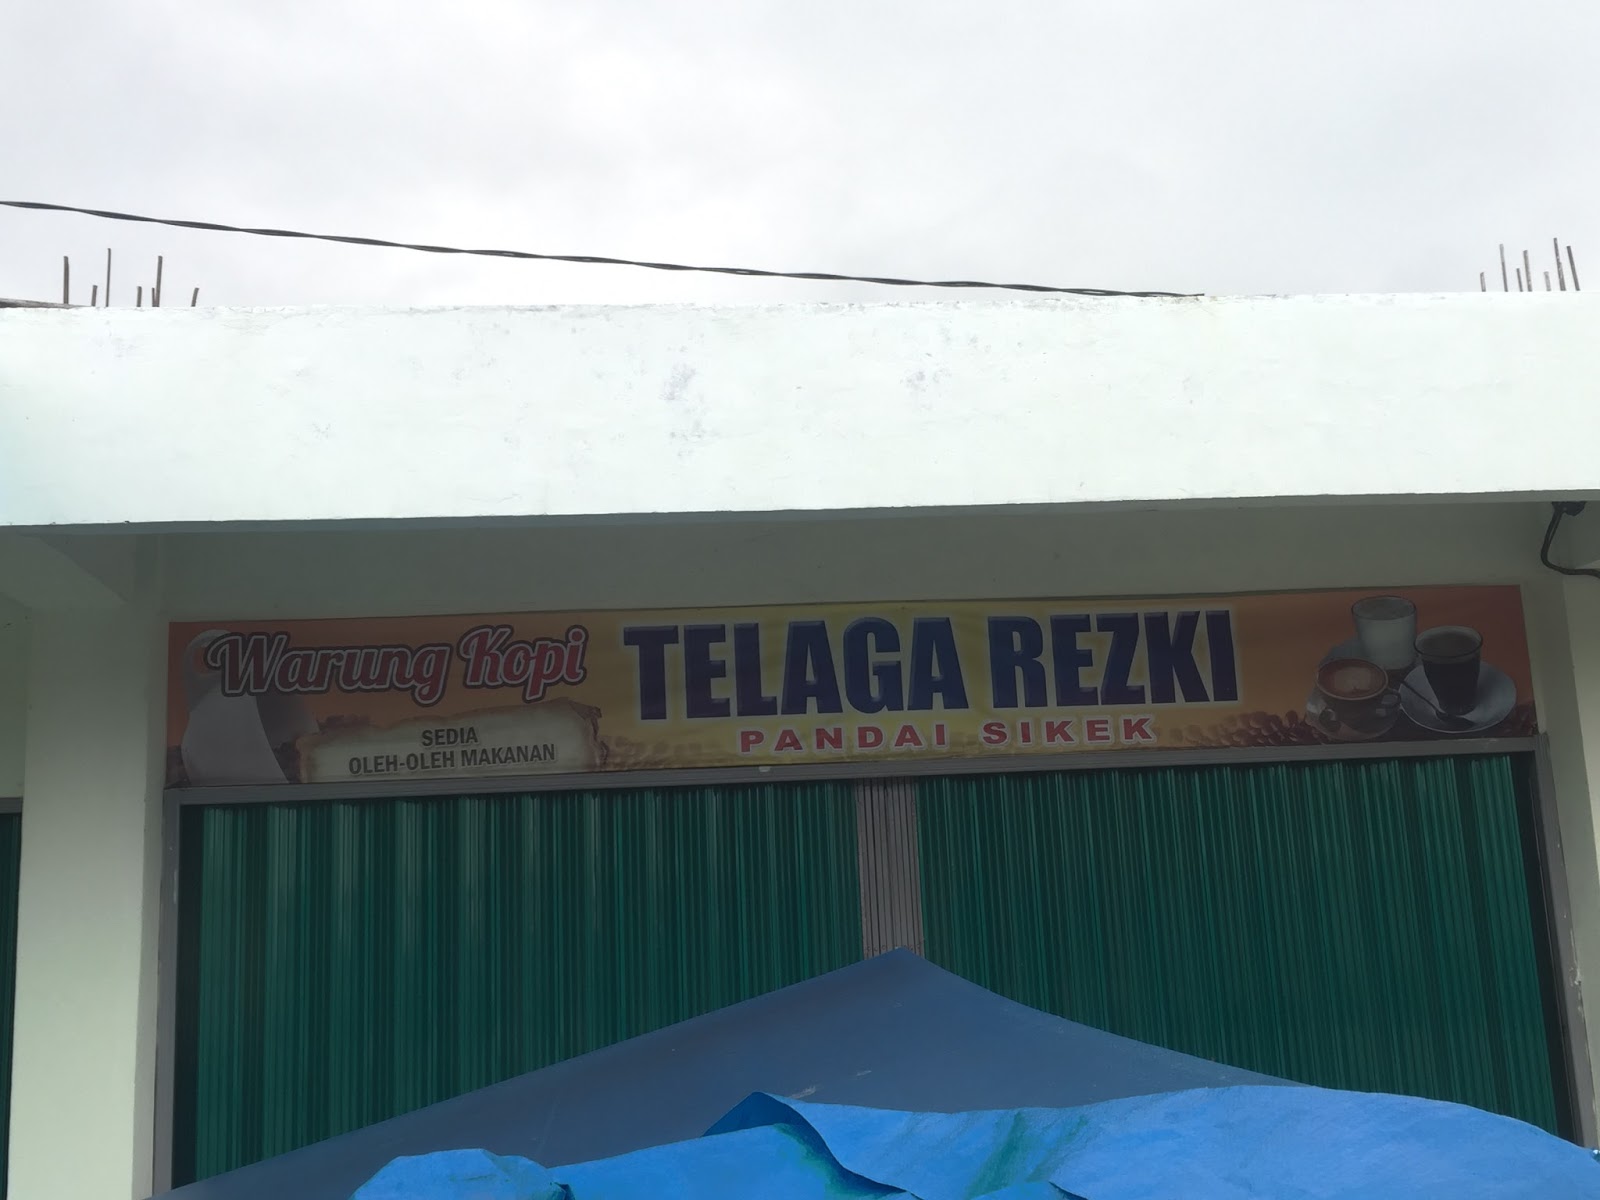 Warung Kopi
SEDIA
OLEH-OLEH MAKANAN
TELAGA REZKI
PANDAI SIKEK